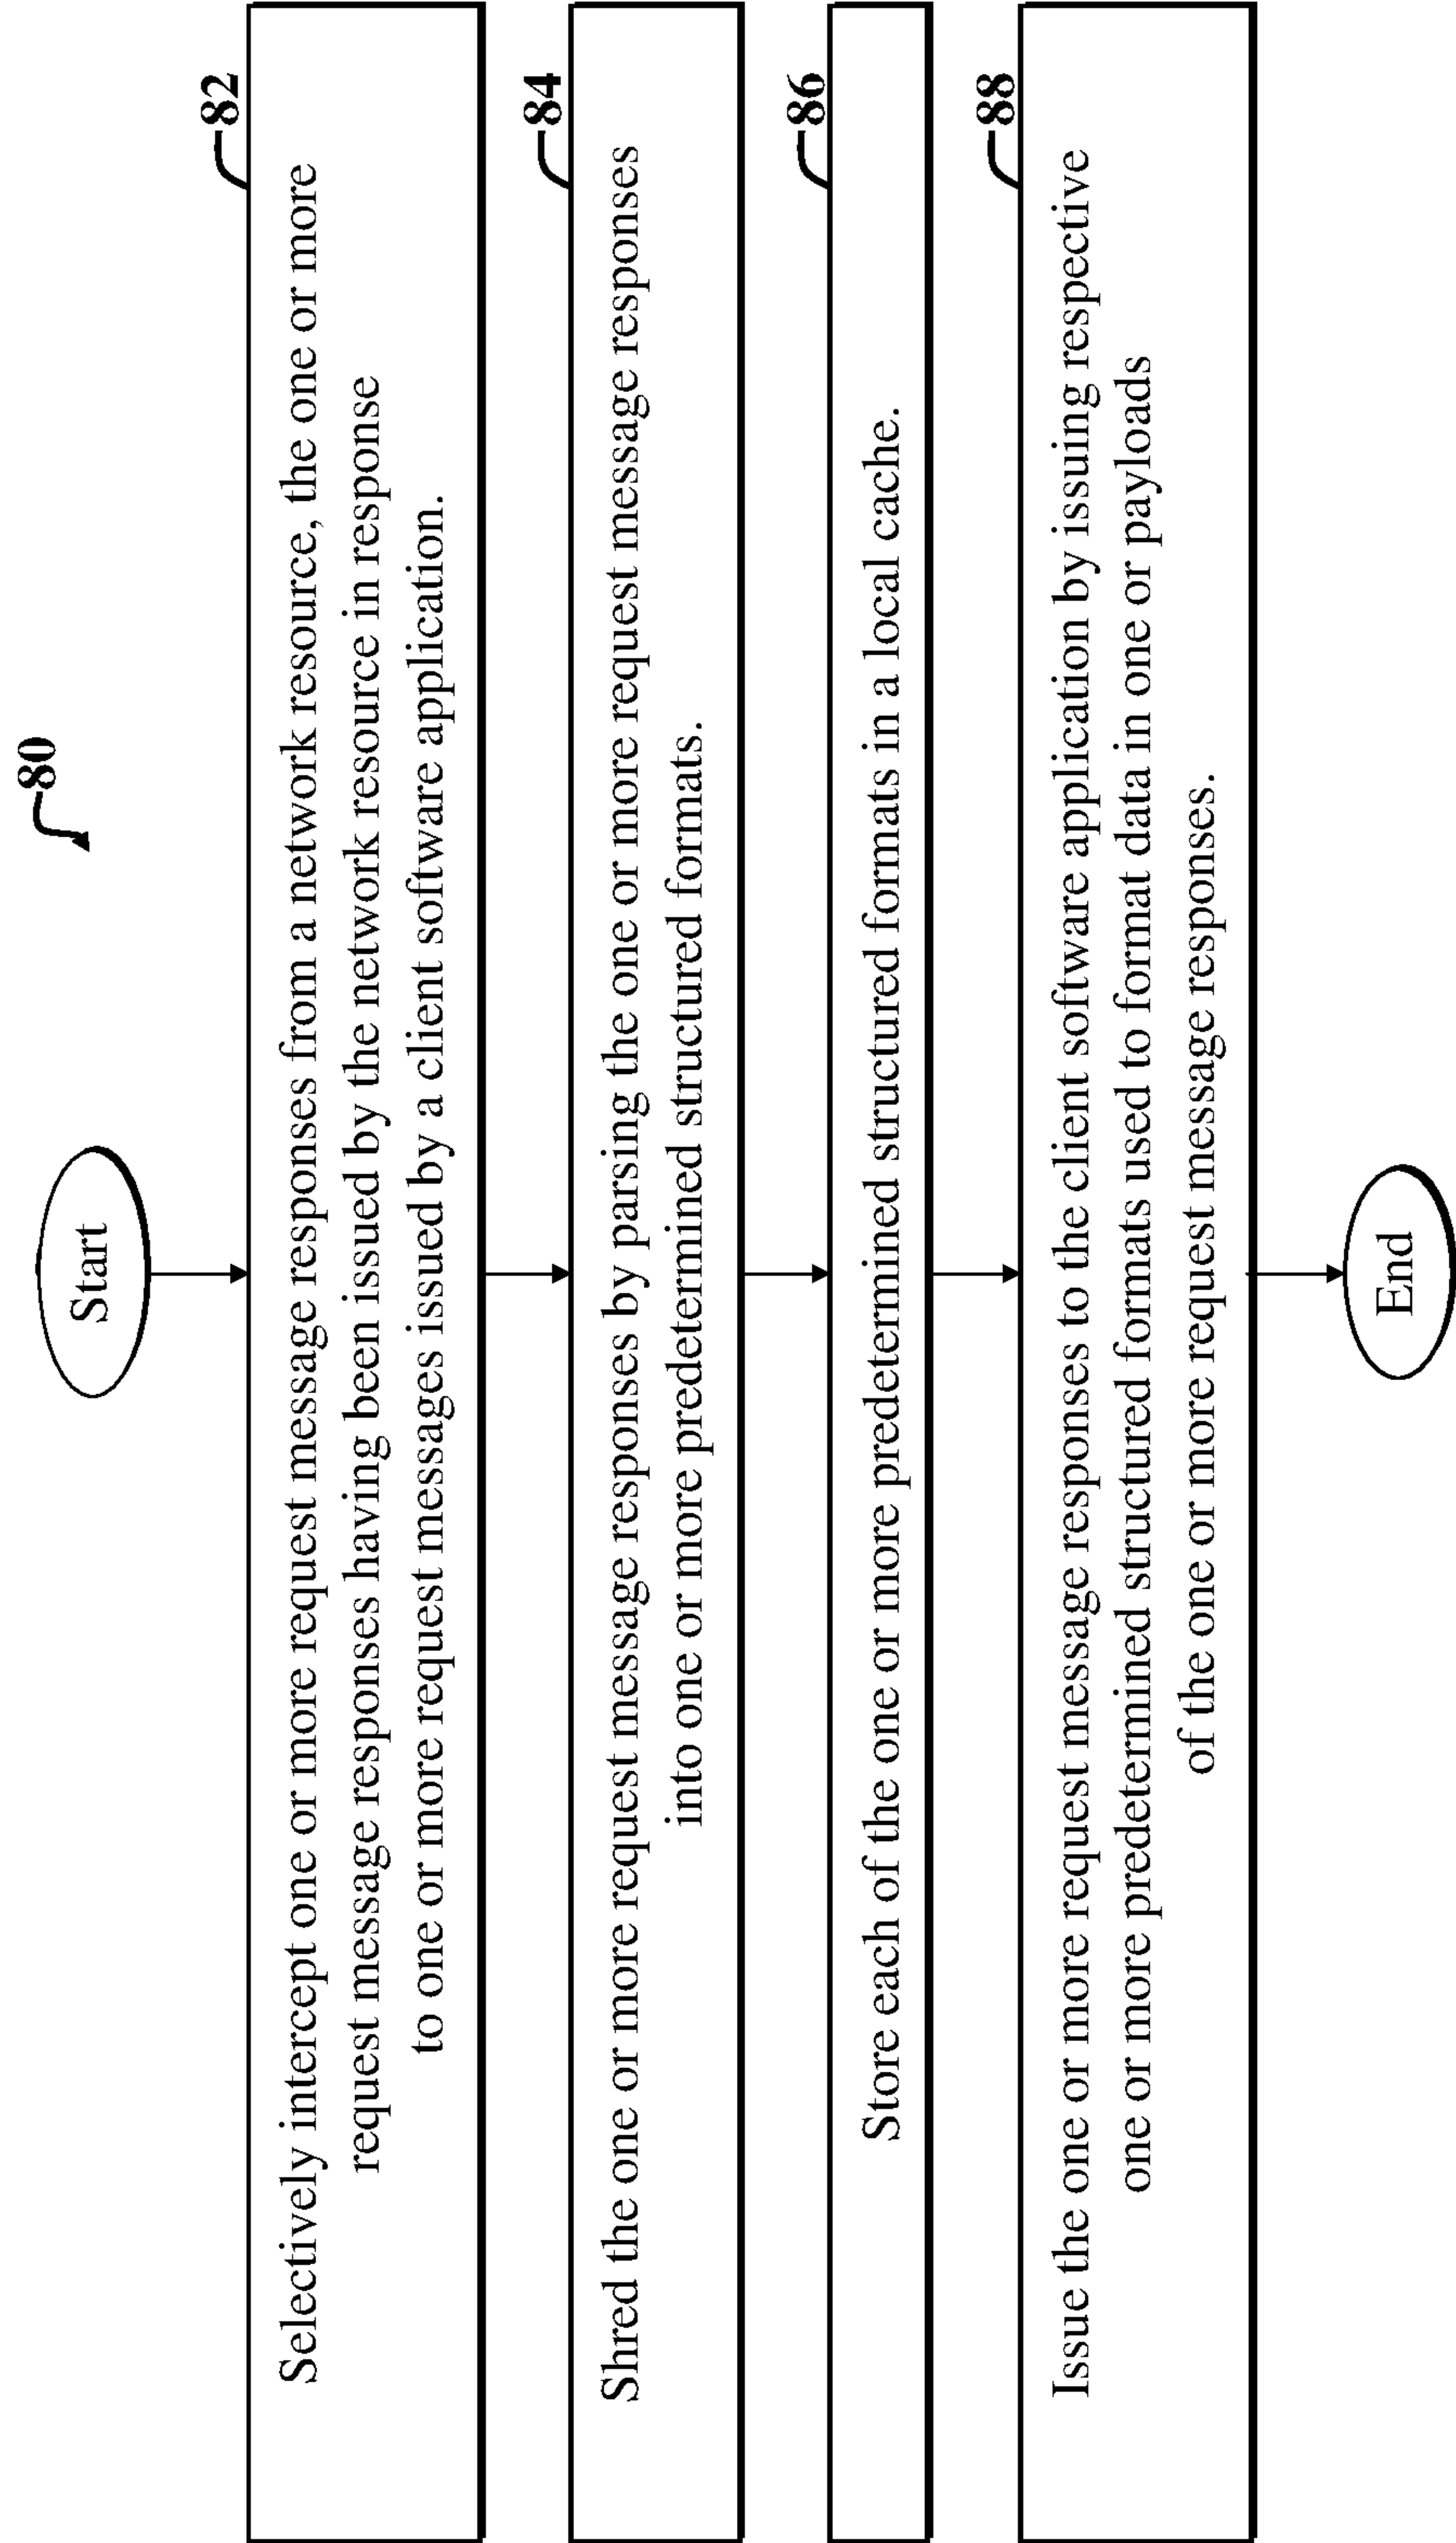 80
Start
82
Selectively intercept one or more request message responses from a network resource, the one or more
request message responses having been issued by the network resource in response
to one or more request messages issued by a client software application.
84
Shred the one or more request message responses by parsing the one or more request message responses
into one or more predetermined structured formats.
86
Store each of the one or more predetermined structured formats in a local cache.
88
Issue the one or more request message responses to the client software application by issuing respective
one or more predetermined structured formats used to format data in one or payloads
of the one or more request message responses.
End